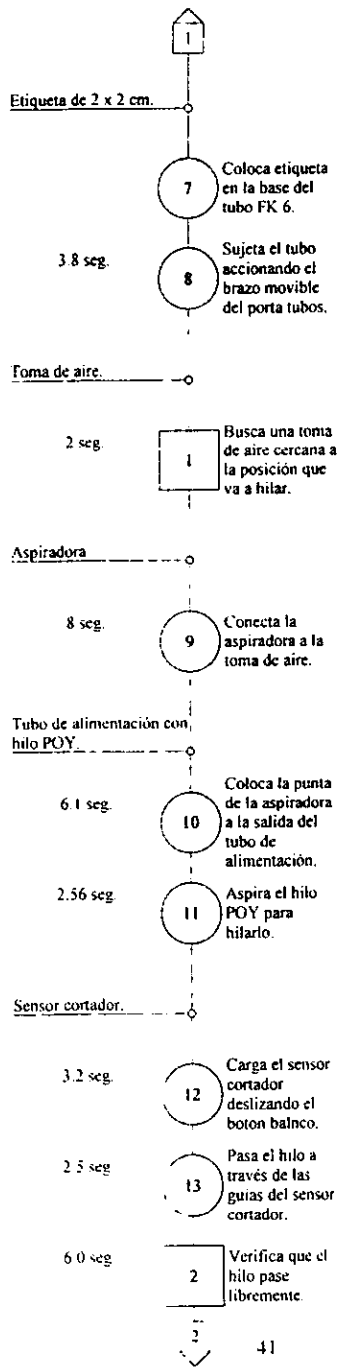 1
Etiqueta de 2 x 2 cm.
7
Coloca etiqueta
en la base del
tubo FK 6.
3.8 seg.
8
Sujeta el tubo
accionando el
brazo movible
del porta tubos.
Toma de aire.
2 seg.
1
Busca una toma
de aire cercana a
la posición que
va a hilar.
Aspiradora
8 seg.
9
Conecta la
aspiradora a la
toma de aire.
Tubo de alimentación con
hilo POY.
6.1 seg.
10
Coloca la punta
de la aspiradora
a la salida del
tubo de
alimentación.
2.56 seg.
11
Aspira el hilo
POY para
hilarlo.
Sensor cortador.
3.2 seg.
12
Carga el sensor
cortador
deslizando el
boton balnco.
2 5 seg.
13
Pasa el hilo a
través de las
guias del sensor
cortador.
6 0 seg
2
Verifica que el
hilo pase
libremente.
2
41